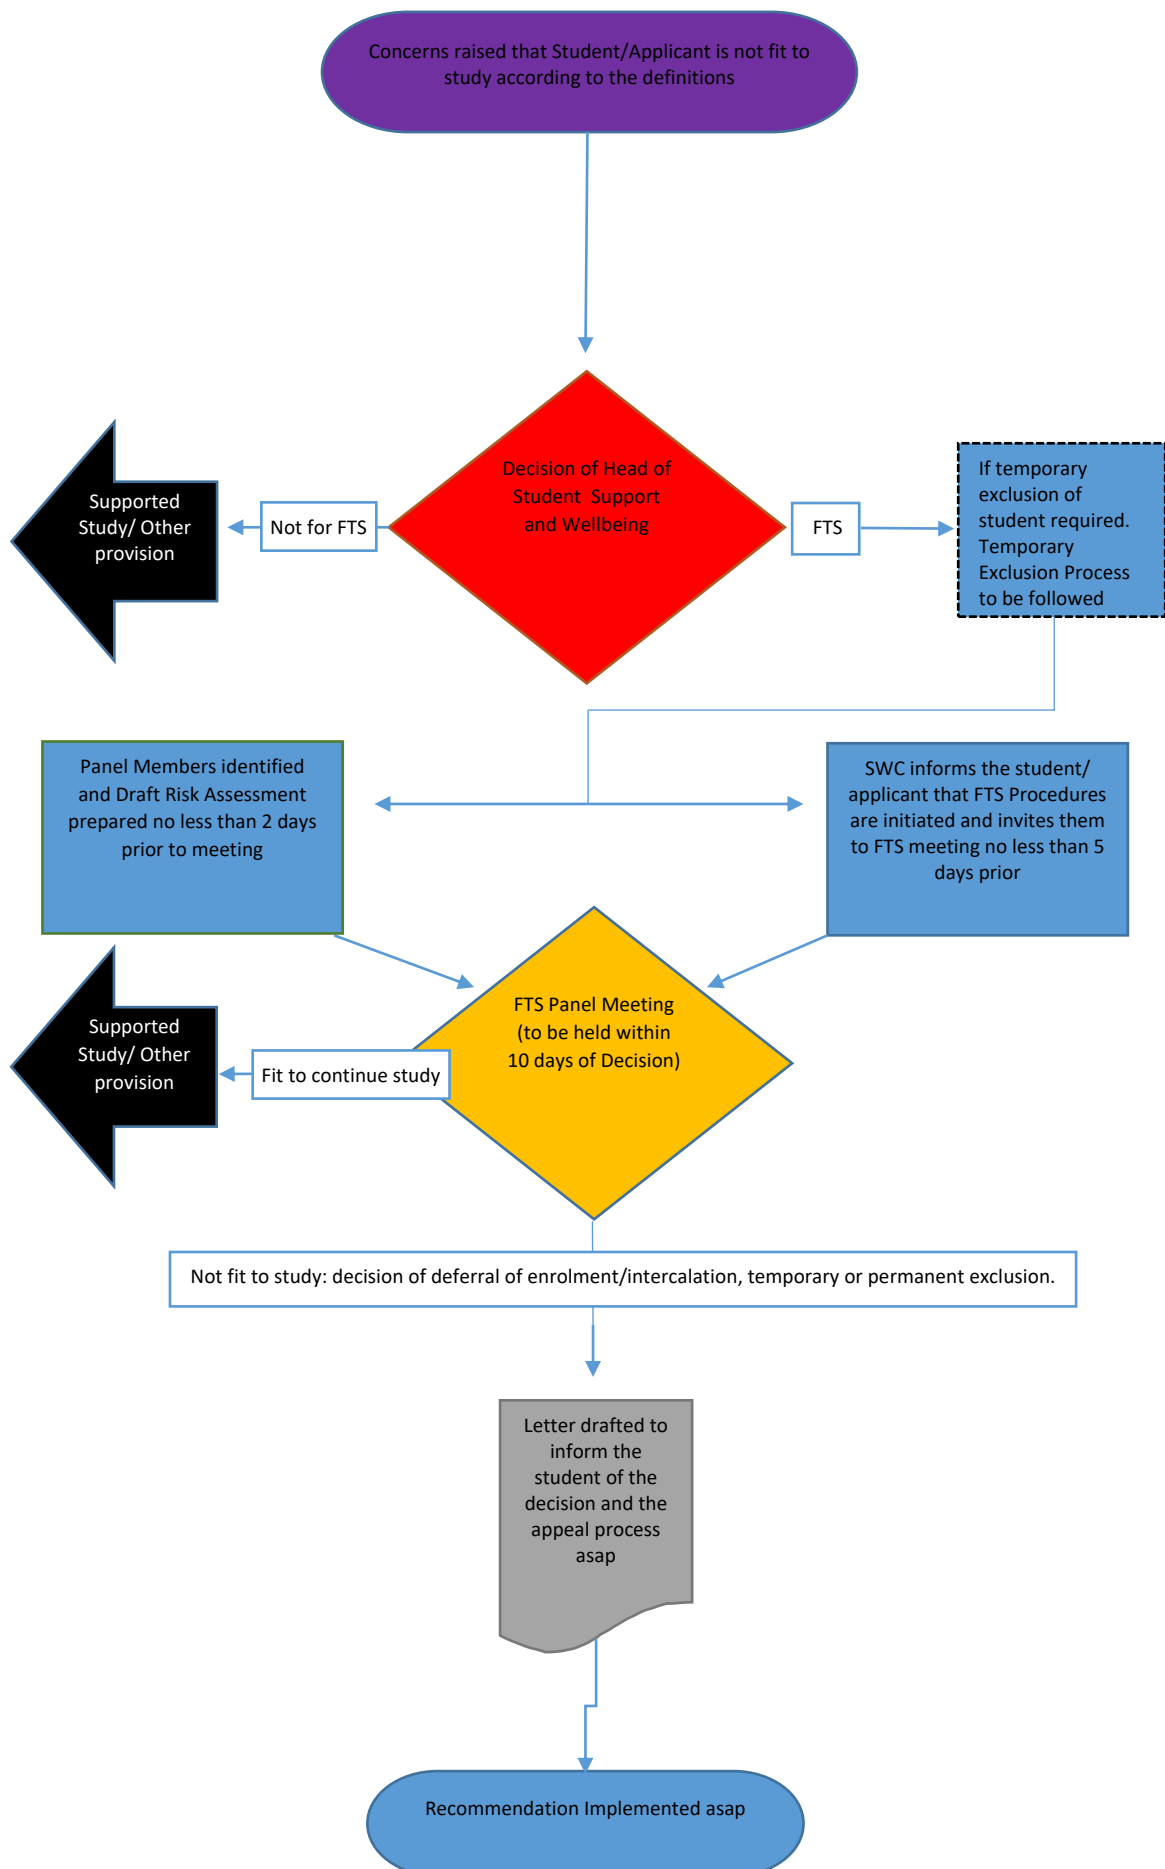 Concerns raised that Student/Applicant is not fit to
study according to the definitions
Decision of Head of
Student  Support
and Wellbeing
Supported
Study/ Other
provision
Not for FTS
FTS
If temporary
exclusion of
student required.
Temporary
Exclusion Process
to be followed
Panel Members identified
and Draft Risk Assessment
prepared no less than 2 days
prior to meeting
SWC informs the student/
applicant that FTS Procedures
are initiated and invites them
to FTS meeting no less than 5
days prior
FTS Panel Meeting
(to be held within
10 days of Decision)
Supported
Study/ Other
provision
Fit to continue study
Not fit to study: decision of deferral of enrolment/intercalation, temporary or permanent exclusion.
Letter drafted to
inform the
student of the
decision and the
appeal process
asap
Recommendation Implemented asap